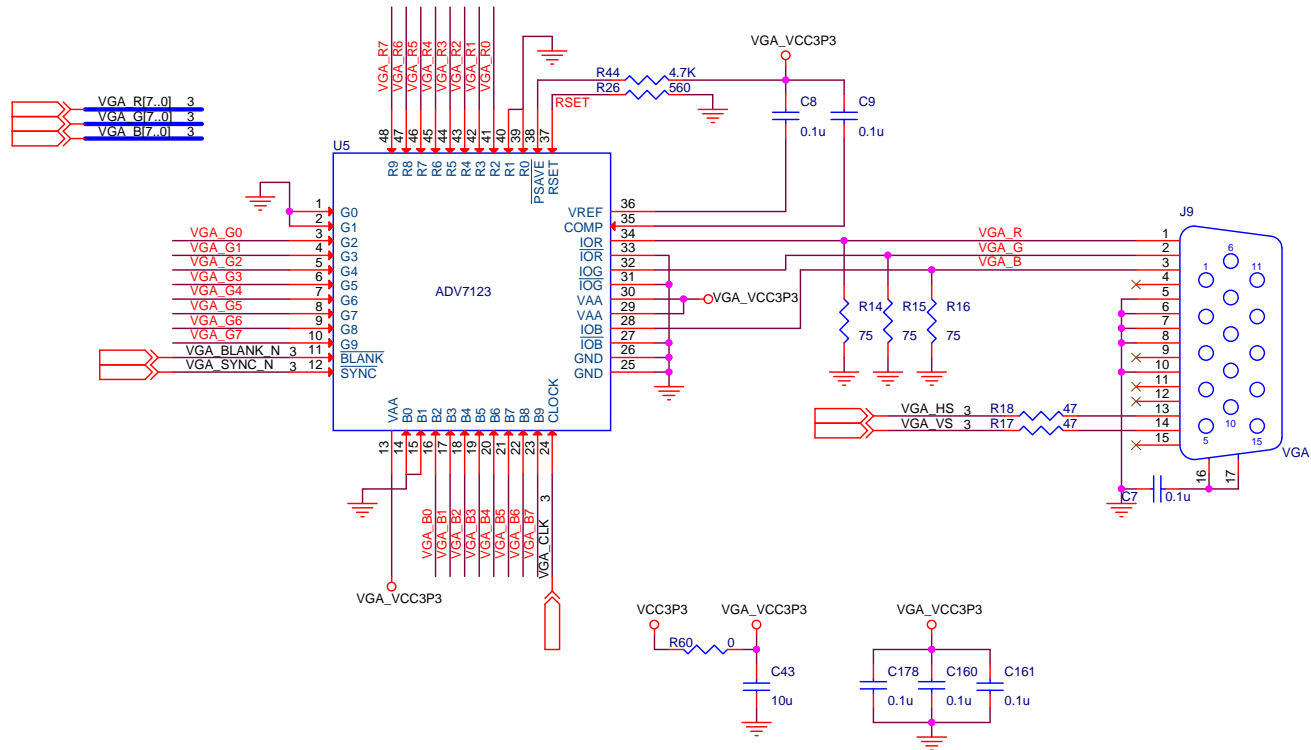 VGA_R7
VGA_R6
VGA_R5
VGA_R4
VGA_R3
VGA_R2
VGA_R1
VGA_R0
VGA_VCC3P3
R44 4.7K
R26 560
RSET
C8
0.1u
C9
0.1u
VGA_R[7..0] 3
VGA_G[7..0] 3
VGA_B[7..0] 3
48
47
46
45
44
43
42
41
40
39
38
37
U5
R9
R8
R7
R6
R5
R4
R3
R2
R1
R0
PSAVE
RSET
1 G0
2 G1
VGA_G0 3 G2
VGA_G1 4 G3
VGA_G2 5 G4
VGA_G3 6 G5
VGA_G4 7 G6
VGA_G5 8 G7
VGA_G6 9 G8
VGA_G7 10 G9
VGA_BLANK_N 3 11 BLANK
VGA_SYNC_N 3 12 SYNC
ADV7123
VREF 36
COMP 35
IOR 34
IOR 33
IOG 32
IOG 31
VAA 30
VAA 29
IOB 28
IOB 27
GND 26
GND 25
VGA_VCC3P3
VGA_R
VGA_G
VGA_B
R14
75
R15
75
R16
75
J9
1
2
3
4
5
6
7
8
9
10
11
12
13
14
15
6
1
11
5
10
15
VGA
16
17
VGA_HS 3 R18 47
VGA_VS 3 R17 47
C7 0.1u
VAA
B0
B1
B2
B3
B4
B5
B6
B7
B8
B9
CLOCK
13
14
15
16
17
18
19
20
21
22
23
24
VGA_B0
VGA_B1
VGA_B2
VGA_B3
VGA_B4
VGA_B5
VGA_B6
VGA_B7
VGA_CLK 3
VGA_VCC3P3
VCC3P3
VGA_VCC3P3
R60 0
C43
10u
VGA_VCC3P3
C178
0.1u
C160
0.1u
C161
0.1u